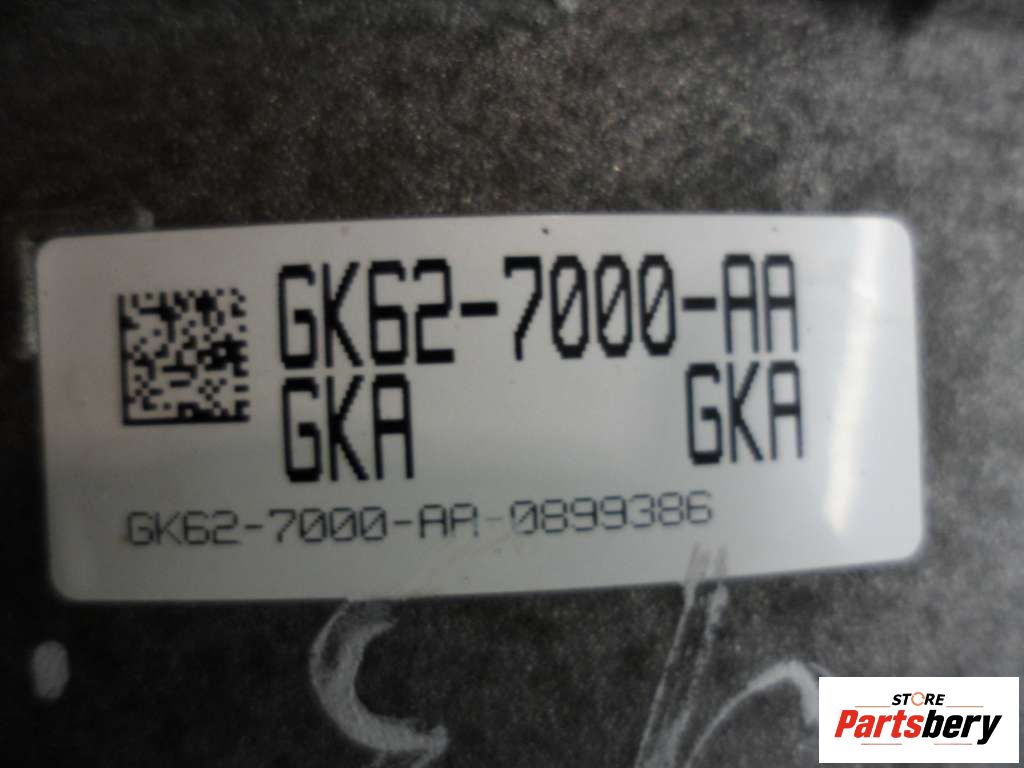 GK62-7000-AA
GKA GKA
GK62-7000-AA-0899386
STORE
Partsbery